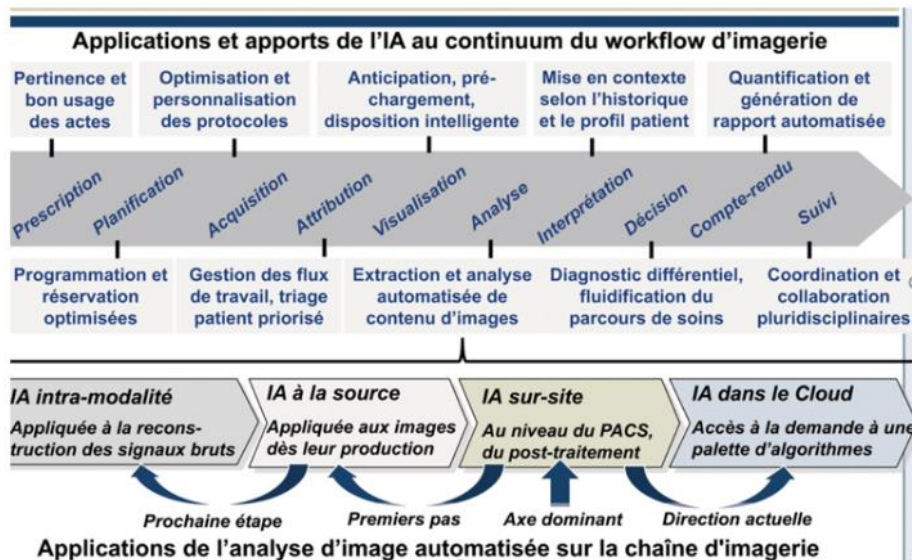 Applications et apports de l'IA au continuum du workflow d'imagerie
Pertinence et
bon usage
des actes
Optimisation et
personnalisation
des protocoles
Anticipation, pré-
chargement,
disposition intelligente
Mise en contexte
selon l'historique
et le profil patient
Quantification et
génération de
rapport automatisée
Prescription
Planification
Acquisition
Attribution
Visualisation
Analyse
Interprétation
Décision
Compte-rendu
Suivi
Programmation et
réservation
optimisées
Gestion des flux
de travail, triage
patient priorisé
Extraction et analyse
automatisée de
contenu d'images
Diagnostic différentiel,
fluidification du
parcours de soins
Coordination et
collaboration
pluridisciplinaires
IA intra-modalité
Appliquée à la recons-
truction des signaux bruts
IA à la source
Appliquée aux images
dès leur production
IA sur-site
Au niveau du PACS,
du post-traitement
IA dans le Cloud
Accès à la demande à une
palette d'algorithmes
Prochaine étape
Premiers pas
Axe dominant
Direction actuelle
Applications de l'analyse d'image automatisée sur la chaîne d'imagerie